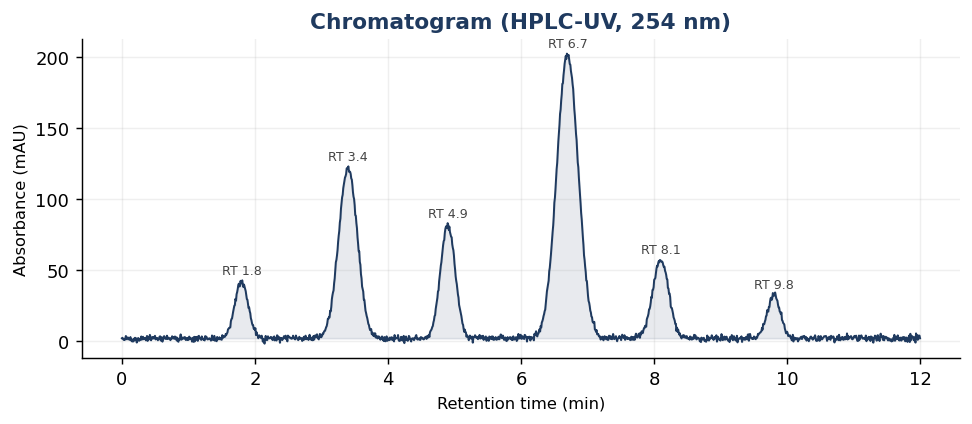 Chromatogram (HPLC-UV, 254 nm)
RT 6.7
200
150
RT 3.4
100
RT 4.9
RT 8.1
50
RT 1.8
RT 9.8
0
Absorbance (mAU)
0 2 4 6 8 10 12
Retention time (min)